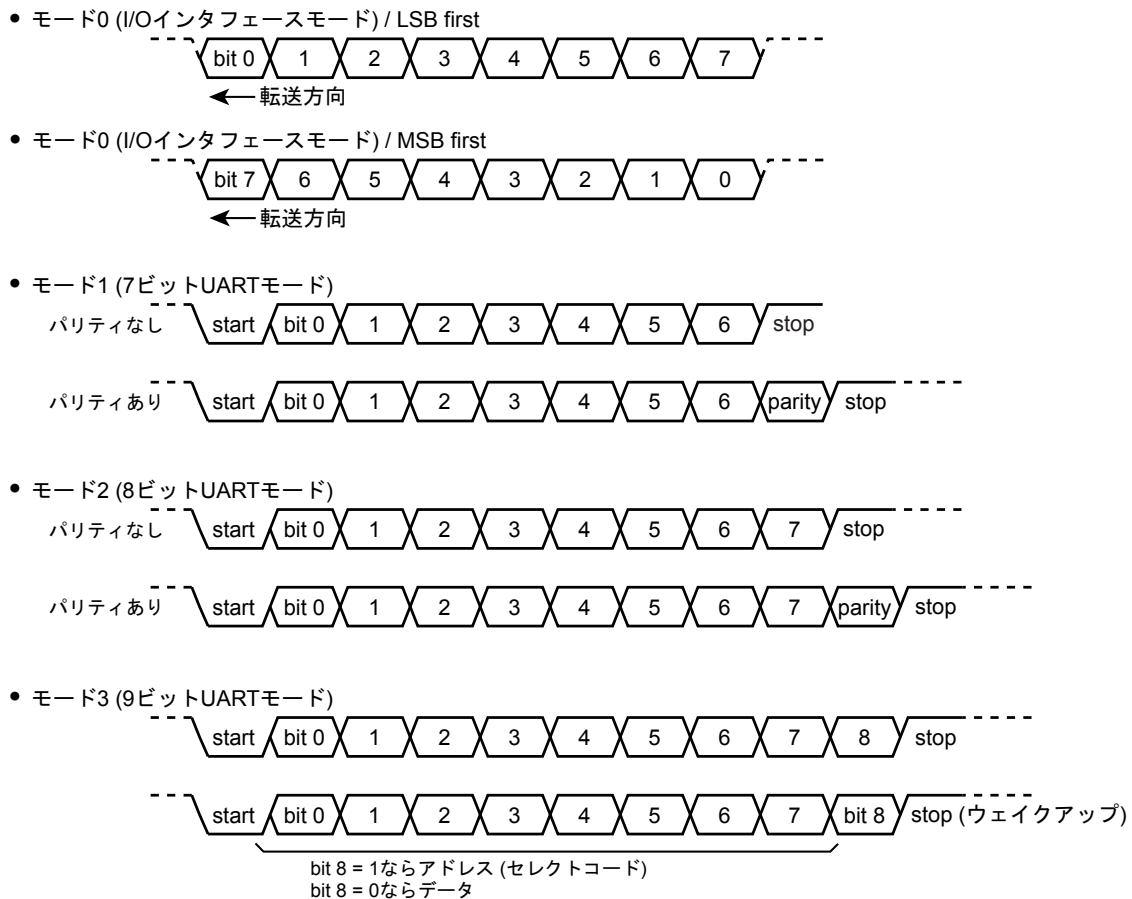 • モード0 (I/Oインタフェースモード) / LSB first
bit 0 1 2 3 4 5 6 7
転送方向
• モード0 (I/Oインタフェースモード) / MSB first
bit 7 6 5 4 3 2 1 0
転送方向
• モード1 (7ビットUARTモード)
パリティなし start bit 0 1 2 3 4 5 6 stop
パリティあり start bit 0 1 2 3 4 5 6 parity stop
• モード2 (8ビットUARTモード)
パリティなし start bit 0 1 2 3 4 5 6 7 stop
パリティあり start bit 0 1 2 3 4 5 6 7 parity stop
• モード3 (9ビットUARTモード)
start bit 0 1 2 3 4 5 6 7 8 stop
start bit 0 1 2 3 4 5 6 7 bit 8 stop (ウェイクアップ)
bit 8 = 1ならアドレス (セレクトコード)
bit 8 = 0ならデータ